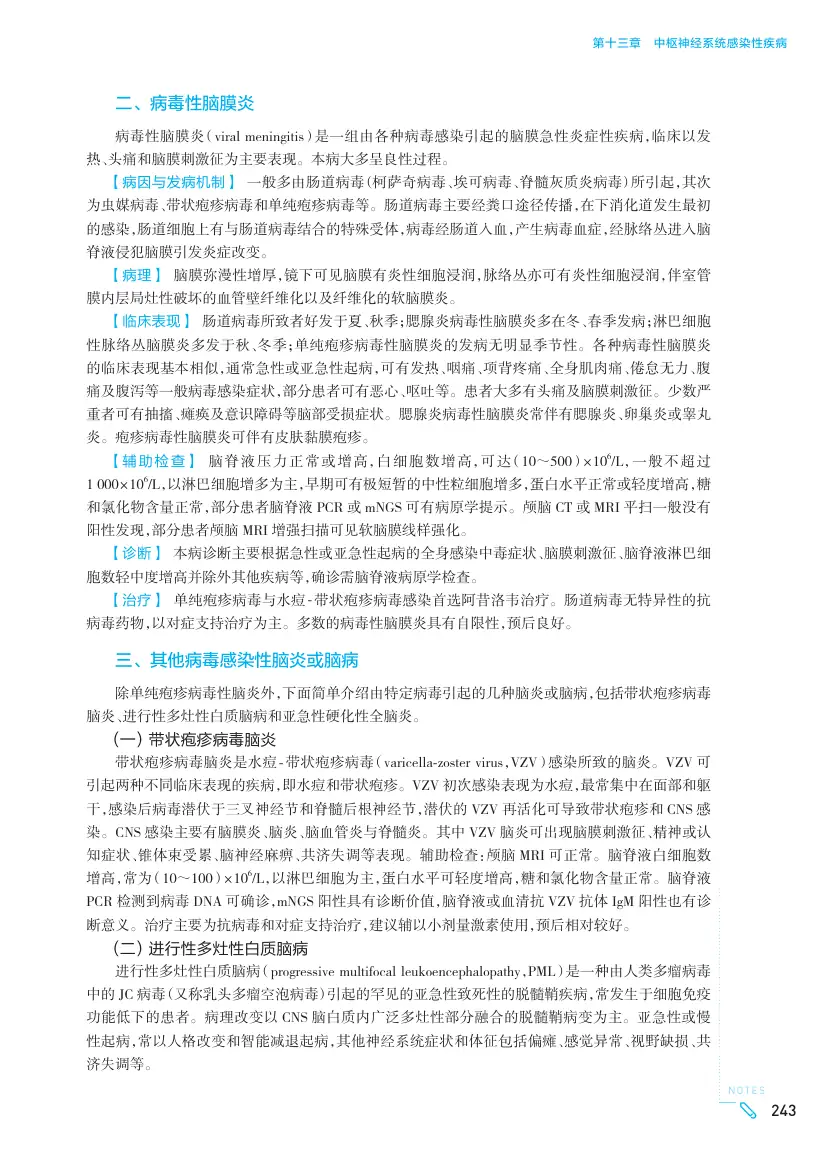 第十三章 中枢神经系统感染性疾病
二、病毒性脑膜炎
病毒性脑膜炎（viral meningitis）是一组由各种病毒感染引起的脑膜急性炎症性疾病，临床以发
热、头痛和脑膜刺激征为主要表现。本病大多呈良性过程。
【病因与发病机制】 一般多由肠道病毒（柯萨奇病毒、埃可病毒、脊髓灰质炎病毒）所引起，其次
为虫媒病毒、带状疱疹病毒和单纯疱疹病毒等。肠道病毒主要经粪口途径传播，在下消化道发生最初
的感染，肠道细胞上有与肠道病毒结合的特殊受体，病毒经肠道入血，产生病毒血症，经脉络丛进入脑
脊液侵犯脑膜引发炎症改变。
【病理】 脑膜弥漫性增厚，镜下可见脑膜有炎性细胞浸润，脉络丛亦可有炎性细胞浸润，伴室管
膜内层局灶性破坏的血管壁纤维化以及纤维化的软脑膜炎。
【临床表现】 肠道病毒所致者好发于夏、秋季；腮腺炎病毒性脑膜炎多在冬、春季发病；淋巴细胞
性脉络丛脑膜炎多发于秋、冬季；单纯疱疹病毒性脑膜炎的发病无明显季节性。各种病毒性脑膜炎
的临床表现基本相似，通常急性或亚急性起病，可有发热、咽痛、项背疼痛、全身肌肉痛、倦怠无力、腹
痛及腹泻等一般病毒感染症状，部分患者可有恶心、呕吐等。患者大多有头痛及脑膜刺激征。少数严
重者可有抽搐、瘫痪及意识障碍等脑部受损症状。腮腺炎病毒性脑膜炎常伴有腮腺炎、卵巢炎或睾丸
炎。疱疹病毒性脑膜炎可伴有皮肤黏膜疱疹。
【辅助检查】 脑脊液压力正常或增高，白细胞数增高，可达（10～500）×10⁶/L，一般不超过
1 000×10⁶/L，以淋巴细胞增多为主，早期可有极短暂的中性粒细胞增多，蛋白水平正常或轻度增高，糖
和氯化物含量正常，部分患者脑脊液 PCR 或 mNGS 可有病原学提示。颅脑 CT 或 MRI 平扫一般没有
阳性发现，部分患者颅脑 MRI 增强扫描可见软脑膜线样强化。
【诊断】 本病诊断主要根据急性或亚急性起病的全身感染中毒症状、脑膜刺激征、脑脊液淋巴细
胞数轻中度增高并除外其他疾病等，确诊需脑脊液病原学检查。
【治疗】 单纯疱疹病毒与水痘-带状疱疹病毒感染首选阿昔洛韦治疗。肠道病毒无特异性的抗
病毒药物，以对症支持治疗为主。多数的病毒性脑膜炎具有自限性，预后良好。
三、其他病毒感染性脑炎或脑病
除单纯疱疹病毒性脑炎外，下面简单介绍由特定病毒引起的几种脑炎或脑病，包括带状疱疹病毒
脑炎、进行性多灶性白质脑病和亚急性硬化性全脑炎。
（一）带状疱疹病毒脑炎
带状疱疹病毒脑炎是水痘-带状疱疹病毒（varicella-zoster virus，VZV）感染所致的脑炎。VZV 可
引起两种不同临床表现的疾病，即水痘和带状疱疹。VZV 初次感染表现为水痘，最常集中在面部和躯
干，感染后病毒潜伏于三叉神经节和脊髓后根神经节，潜伏的 VZV 再活化可导致带状疱疹和 CNS 感
染。CNS 感染主要有脑膜炎、脑炎、脑血管炎与脊髓炎。其中 VZV 脑炎可出现脑膜刺激征、精神或认
知症状、锥体束受累、脑神经麻痹、共济失调等表现。辅助检查：颅脑 MRI 可正常。脑脊液白细胞数
增高，常为（10～100）×10⁶/L，以淋巴细胞为主，蛋白水平可轻度增高，糖和氯化物含量正常。脑脊液
PCR 检测到病毒 DNA 可确诊，mNGS 阳性具有诊断价值，脑脊液或血清抗 VZV 抗体 IgM 阳性也有诊
断意义。治疗主要为抗病毒和对症支持治疗，建议辅以小剂量激素使用，预后相对较好。
（二）进行性多灶性白质脑病
进行性多灶性白质脑病（progressive multifocal leukoencephalopathy，PML）是一种由人类多瘤病毒
中的 JC 病毒（又称乳头多瘤空泡病毒）引起的罕见的亚急性致死性的脱髓鞘疾病，常发生于细胞免疫
功能低下的患者。病理改变以 CNS 脑白质内广泛多灶性部分融合的脱髓鞘病变为主。亚急性或慢
性起病，常以人格改变和智能减退起病，其他神经系统症状和体征包括偏瘫、感觉异常、视野缺损、共
济失调等。
NOTES
243